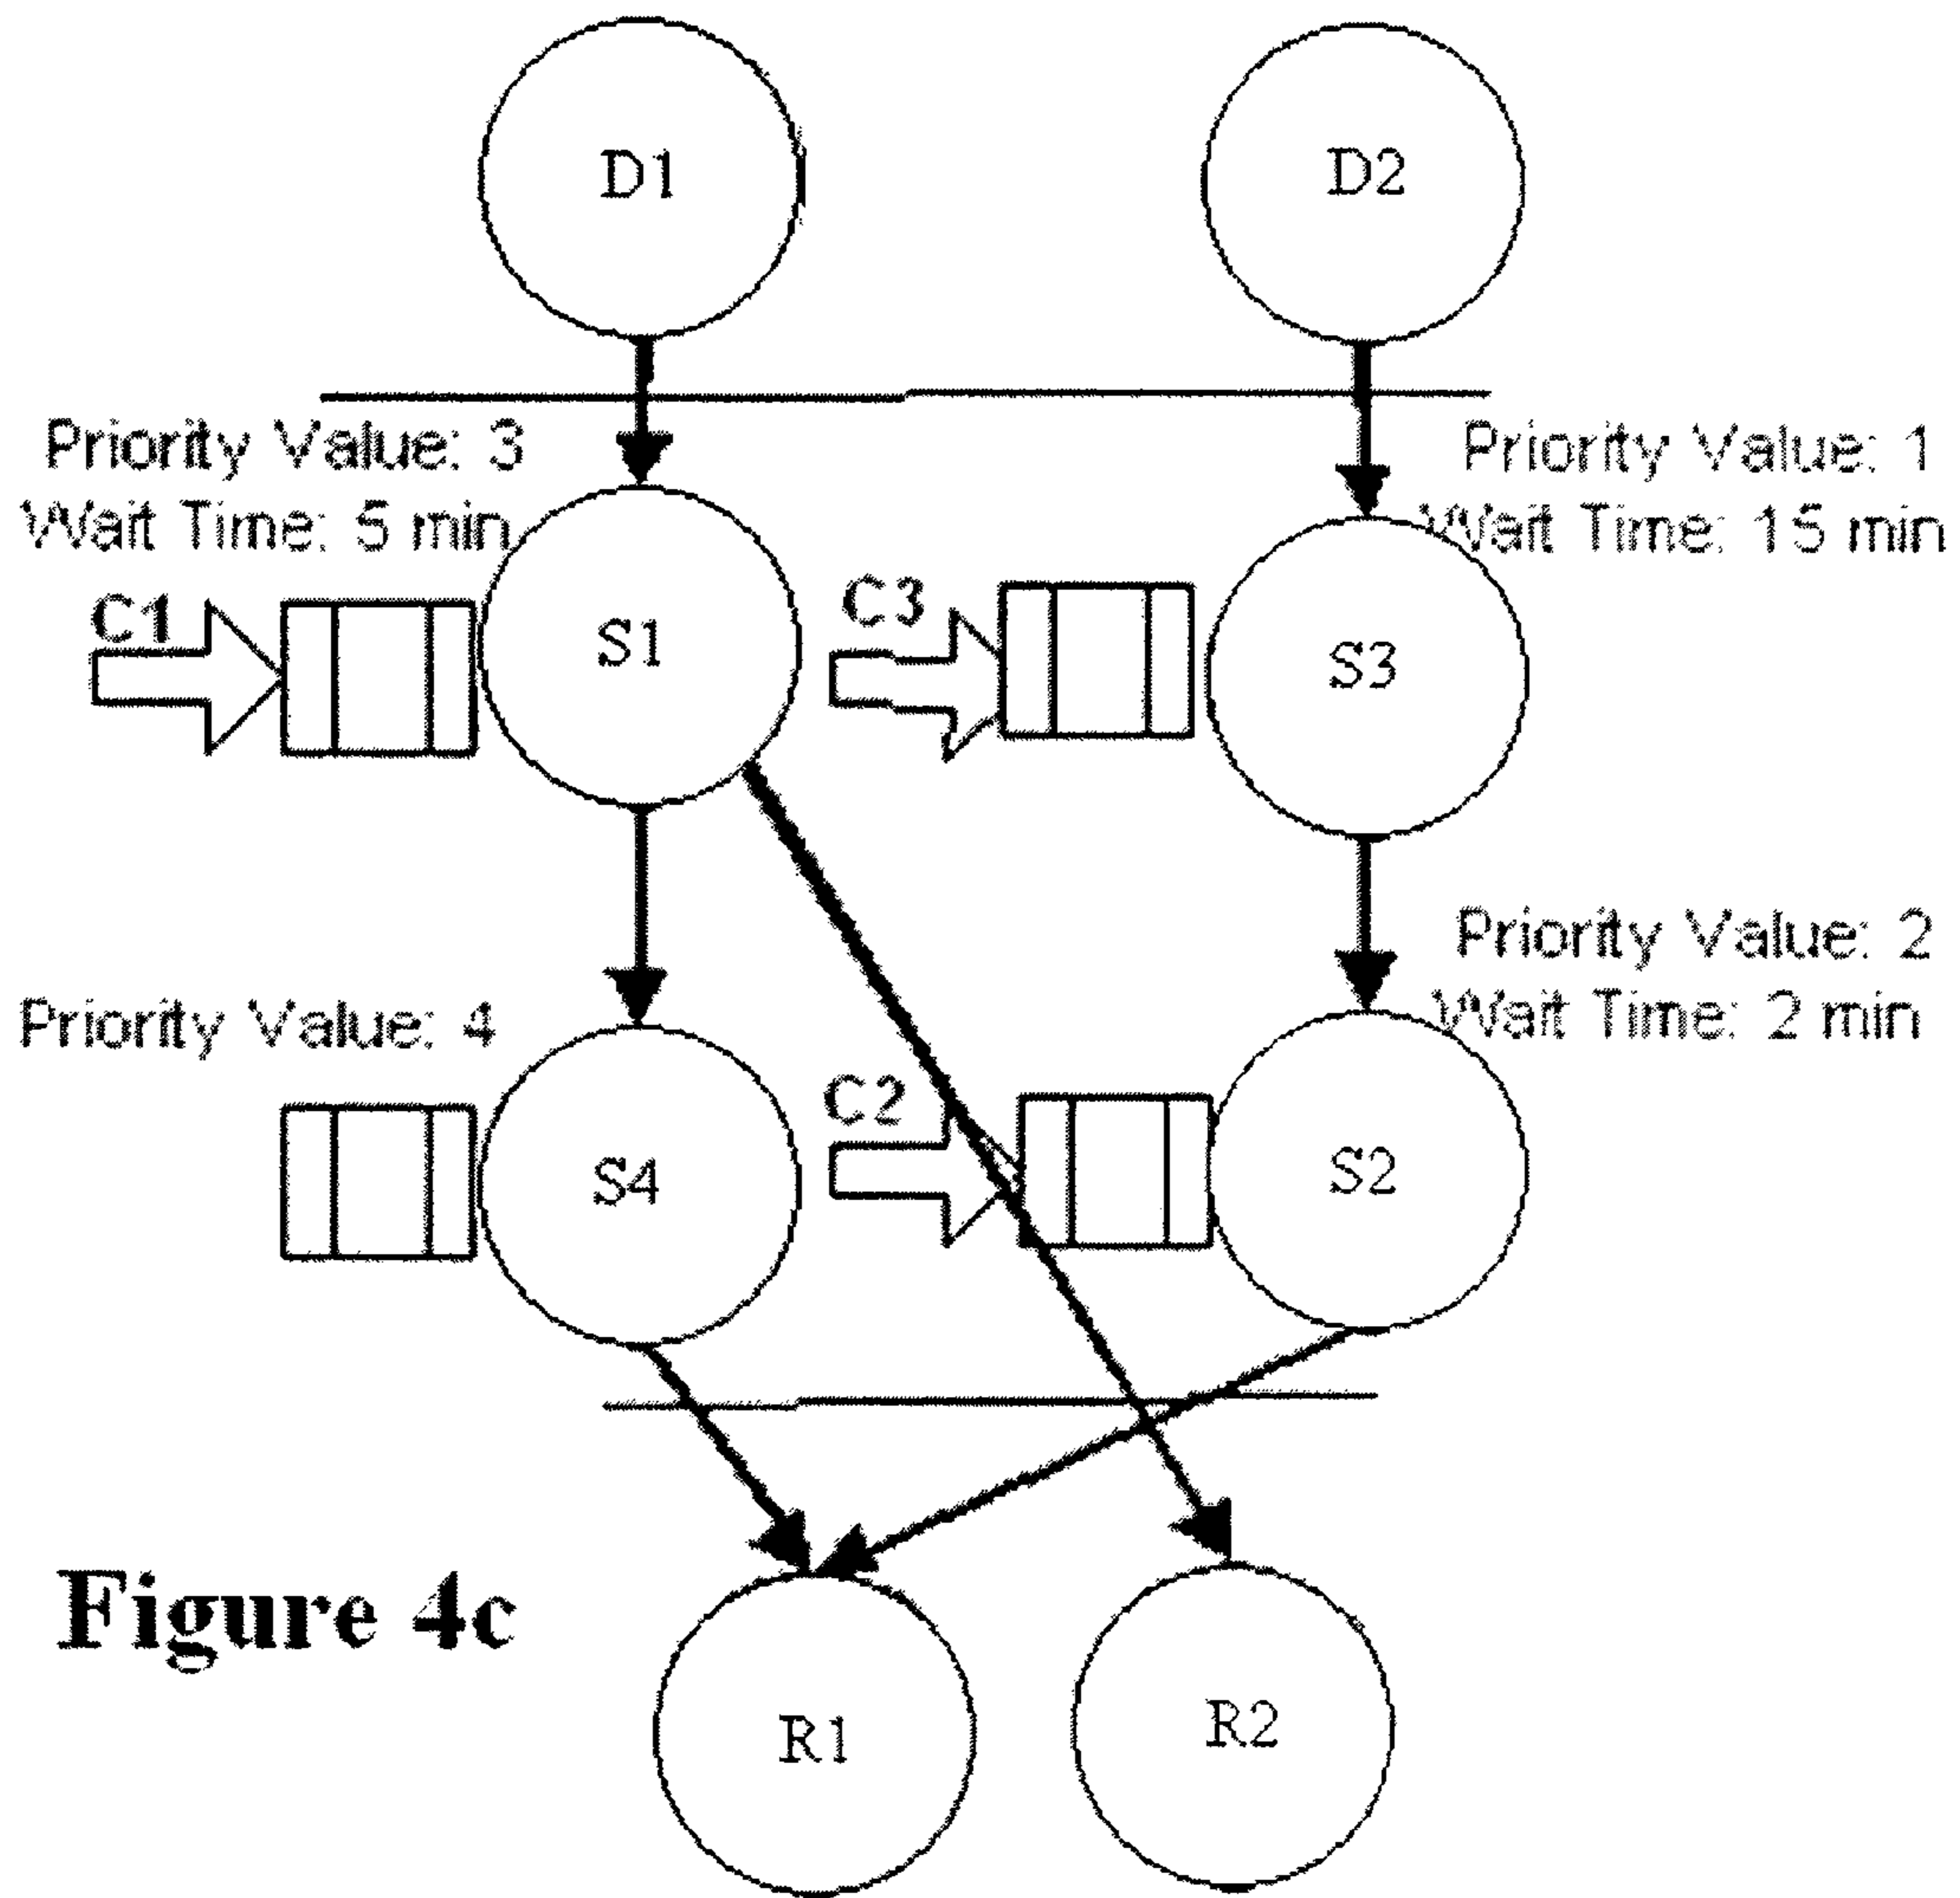 D1
D2
Priority Value: 3
Wait Time: 5 min
Priority Value: 1
Wait Time: 15 min
C1
S1
C3
S3
Priority Value: 4
Priority Value: 2
Wait Time: 2 min
S4
C2
S2
Figure 4c
R1
R2